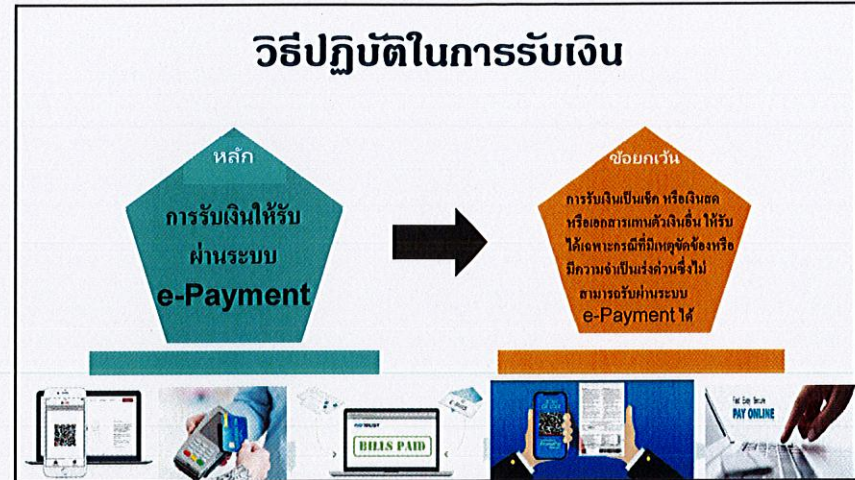 วิธีปฏิบัติในการรับเงิน
หลัก
การรับเงินให้รับ
ผ่านระบบ
e-Payment
ข้อยกเว้น
การรับเงินเป็นเช็ค หรือเงินสด
หรือเอกสารแทนตัวเงินอื่น ให้รับ
ได้เฉพาะกรณีที่มีเหตุขัดข้องหรือ
มีความจำเป็นเร่งด่วนซึ่งไม่
สามารถรับผ่านระบบ
e-Payment ได้
BILLS PAID
Fast Easy Secure
PAY ONLINE